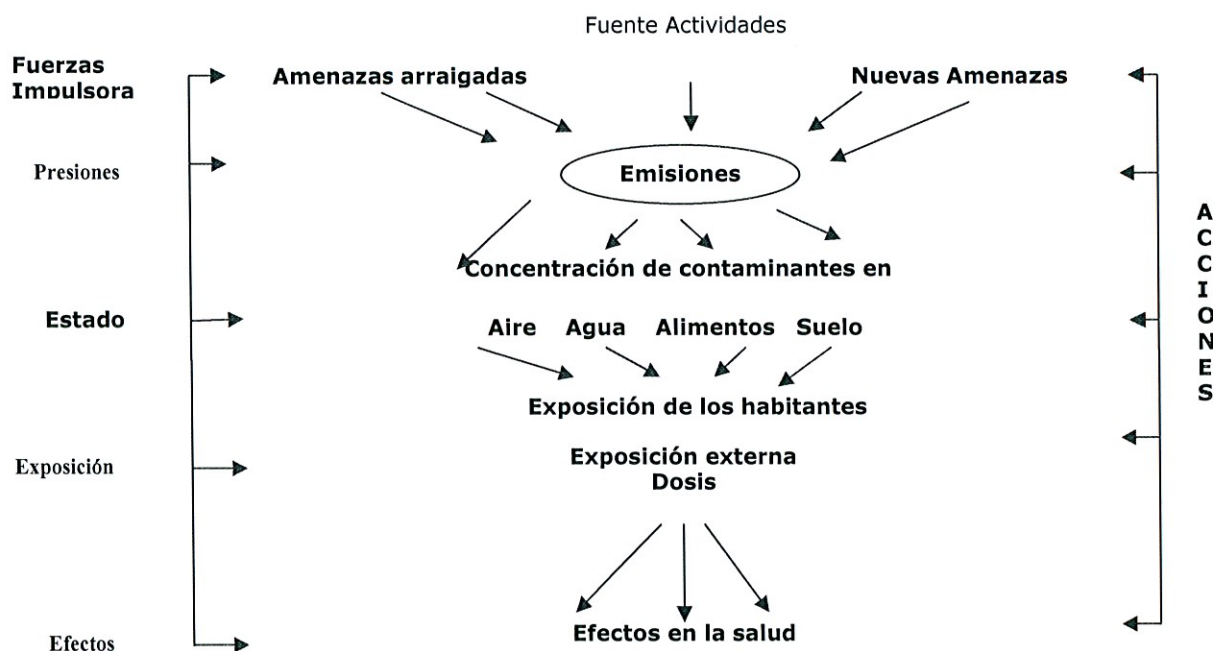 Fuente Actividades
Fuerzas
Impulsora
Amenazas arraigadas
Nuevas Amenazas
Presiones
Emisiones
Concentración de contaminantes en
Estado
Aire Agua Alimentos Suelo
Exposición de los habitantes
Exposición
Exposición externa
Dosis
Efectos
Efectos en la salud
A
C
C
I
O
N
E
S